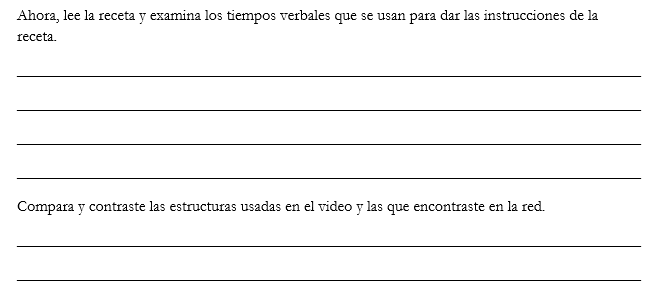 Ahora, lee la receta y examina los tiempos verbales que se usan para dar las instrucciones de la
receta.
Compara y contraste las estructuras usadas en el video y las que encontraste en la red.